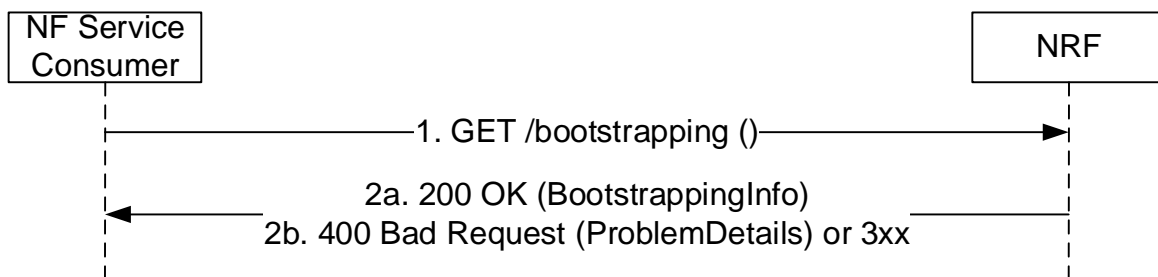 NF Service
Consumer
NRF
1. GET /bootstrapping ()
2a. 200 OK (BootstrappingInfo)
2b. 400 Bad Request (ProblemDetails) or 3xx